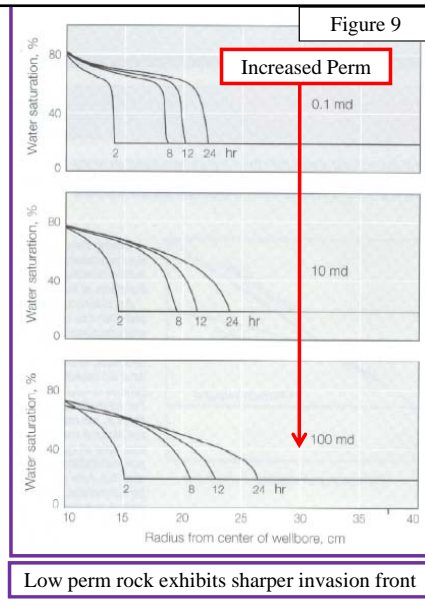 Figure 9
Increased Perm
Water saturation, %
80
40
0
0.1 md
2 8 12 24 hr
Water saturation, %
80
40
0
10 md
2 8 12 24 hr
Water saturation, %
80
40
0
100 md
2 8 12 24 hr
10 15 20 25 30 35 40
Radius from center of wellbore, cm
Low perm rock exhibits sharper invasion front